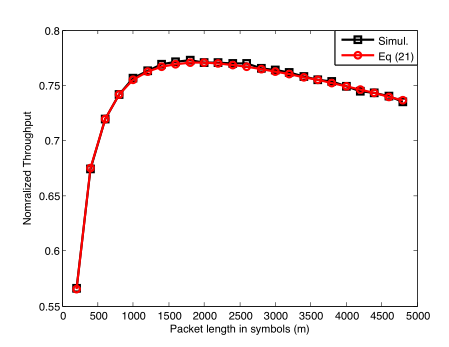 0.8
0.75
0.7
0.65
0.6
0.55
Nomralized Throughput
Simul.
Eq (21)
0 500 1000 1500 2000 2500 3000 3500 4000 4500 5000
Packet length in symbols (m)